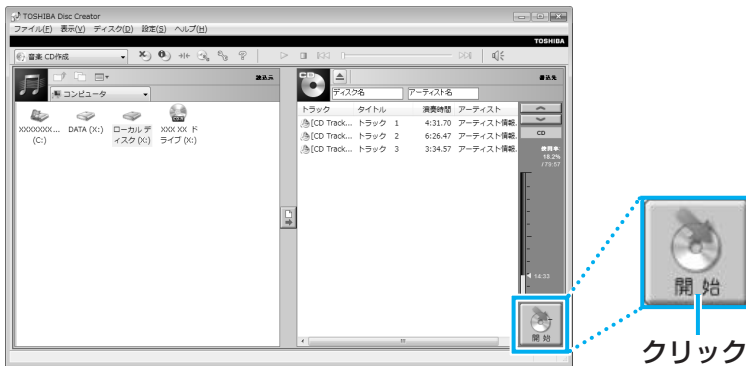 TOSHIBA Disc Creator
ファイル(F) 表示(V) ディスク(D) 設定(S) ヘルプ(H)
TOSHIBA
音楽 CD作成
読込元
コンピュータ
XXXXXXX... (C:)
DATA (X:)
ローカル ディスク (X:)
XXX XX ドライブ (X:)
CD
書込先
ディスク名 アーティスト名
トラック タイトル 演奏時間 アーティスト
[CD Track... トラック 1 4:31.70 アーティスト情報.
[CD Track... トラック 2 6:26.47 アーティスト情報.
[CD Track... トラック 3 3:34.57 アーティスト情報.
CD
使用率:
18.2%
/79:57
14:33
開始
開始
クリック